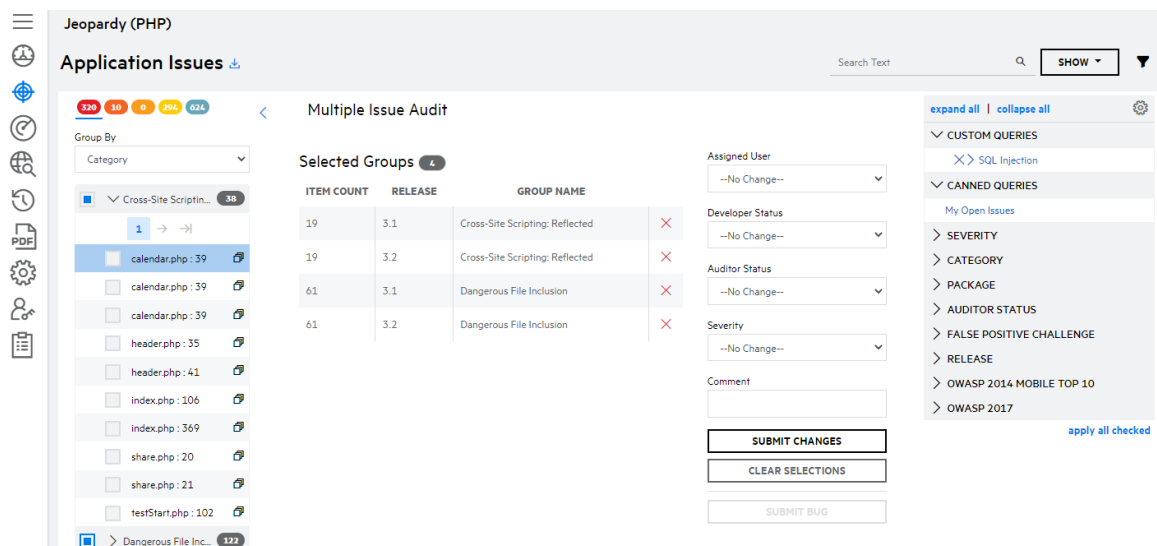 Jeopardy (PHP)
Application Issues
Search Text
SHOW
320 10 0 294 624
Group By
Category
Cross-Site Scriptin... 38
1
calendar.php : 39
calendar.php : 39
calendar.php : 39
header.php : 35
header.php : 41
index.php : 106
index.php : 369
share.php : 20
share.php : 21
testStart.php : 102
Dangerous File Inc... 122
Multiple Issue Audit
Selected Groups 4
ITEM COUNT RELEASE GROUP NAME
19 3.1 Cross-Site Scripting: Reflected
19 3.2 Cross-Site Scripting: Reflected
61 3.1 Dangerous File Inclusion
61 3.2 Dangerous File Inclusion
Assigned User
--No Change--
Developer Status
--No Change--
Auditor Status
--No Change--
Severity
--No Change--
Comment
SUBMIT CHANGES
CLEAR SELECTIONS
SUBMIT BUG
expand all | collapse all
CUSTOM QUERIES
SQL Injection
CANNED QUERIES
My Open Issues
SEVERITY
CATEGORY
PACKAGE
AUDITOR STATUS
FALSE POSITIVE CHALLENGE
RELEASE
OWASP 2014 MOBILE TOP 10
OWASP 2017
apply all checked
PDF